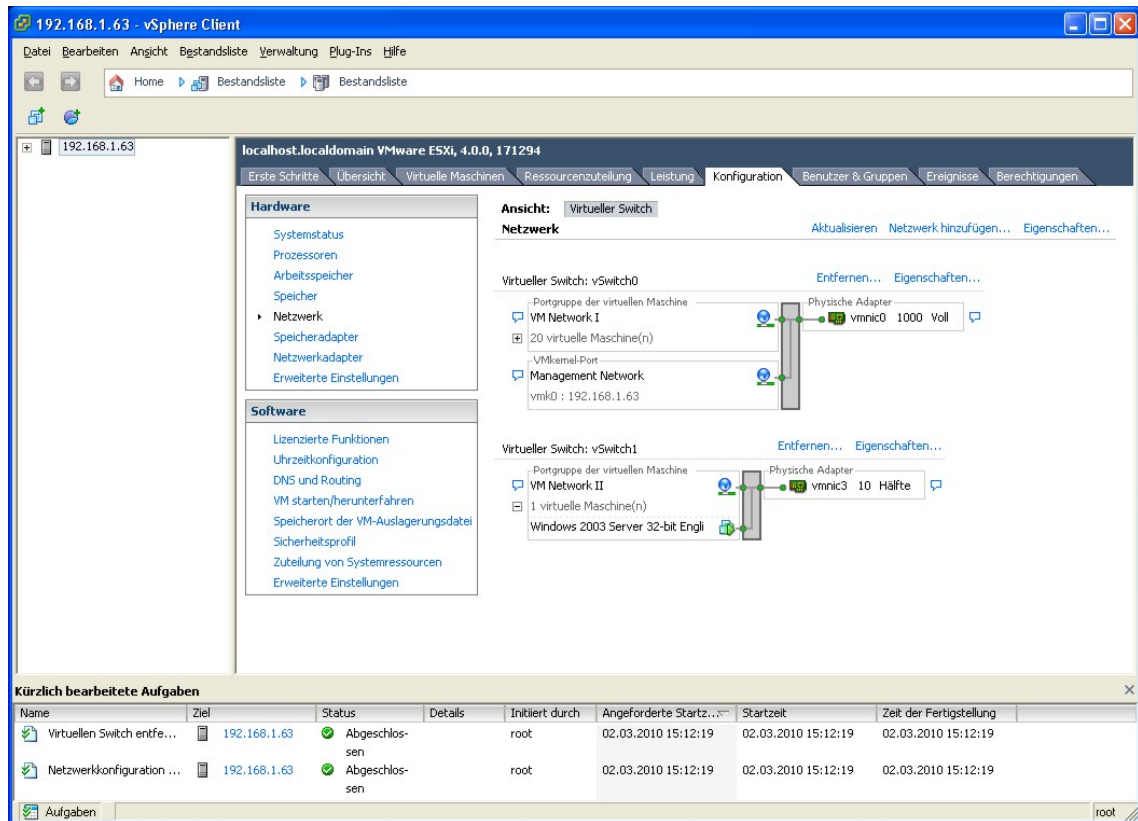 192.168.1.63 - vSphere Client
Datei Bearbeiten Ansicht Bestandsliste Verwaltung Plug-Ins Hilfe
Home Bestandsliste Bestandsliste
192.168.1.63
localhost.localdomain VMware ESXi, 4.0.0, 171294
Erste Schritte Übersicht Virtuelle Maschinen Ressourcenzuteilung Leistung Konfiguration Benutzer & Gruppen Ereignisse Berechtigungen
Hardware
Systemstatus
Prozessoren
Arbeitsspeicher
Speicher
Netzwerk
Speicheradapter
Netzwerkadapter
Erweiterte Einstellungen
Software
Lizenzierte Funktionen
Uhrzeitkonfiguration
DNS und Routing
VM starten/herunterfahren
Speicherort der VM-Auslagerungsdatei
Sicherheitsprofil
Zuteilung von Systemressourcen
Erweiterte Einstellungen
Ansicht: Virtueller Switch
Netzwerk Aktualisieren Netzwerk hinzufügen... Eigenschaften...
Virtueller Switch: vSwitch0 Entfernen... Eigenschaften...
Portgruppe der virtuellen Maschine Physische Adapter
VM Network I vmnic0 1000 Voll
20 virtuelle Maschine(n)
VMkernel-Port
Management Network
vmk0 : 192.168.1.63
Virtueller Switch: vSwitch1 Entfernen... Eigenschaften...
Portgruppe der virtuellen Maschine Physische Adapter
VM Network II vmnic3 10 Hälfte
1 virtuelle Maschine(n)
Windows 2003 Server 32-bit Engli
Kürzlich bearbeitete Aufgaben
Name Ziel Status Details Initiiert durch Angeforderte Startz... Startzeit Zeit der Fertigstellung
Virtuellen Switch entfe... 192.168.1.63 Abgeschlos- root 02.03.2010 15:12:19 02.03.2010 15:12:19 02.03.2010 15:12:19
sen
Netzwerkkonfiguration ... 192.168.1.63 Abgeschlos- root 02.03.2010 15:12:19 02.03.2010 15:12:19 02.03.2010 15:12:19
sen
Aufgaben root